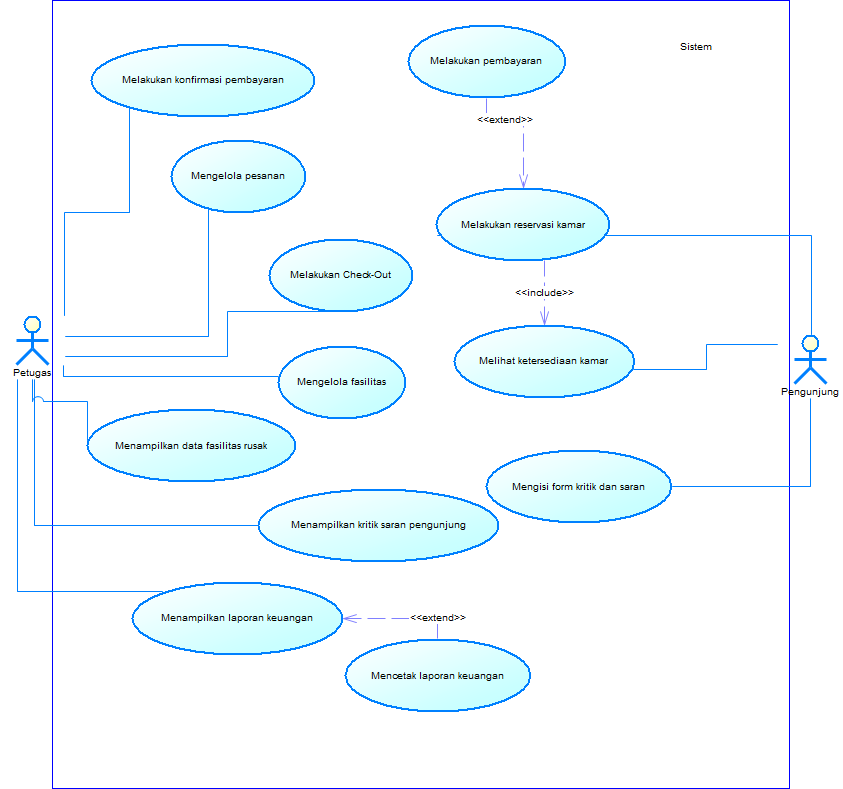 Sistem
Melakukan pembayaran
Melakukan konfirmasi pembayaran
<<extend>>
Mengelola pesanan
Melakukan reservasi kamar
Melakukan Check-Out
<<include>>
Melihat ketersediaan kamar
Petugas
Mengelola fasilitas
Pengunjung
Menampilkan data fasilitas rusak
Mengisi form kritik dan saran
Menampilkan kritik saran pengunjung
Menampilkan laporan keuangan
<<extend>>
Mencetak laporan keuangan